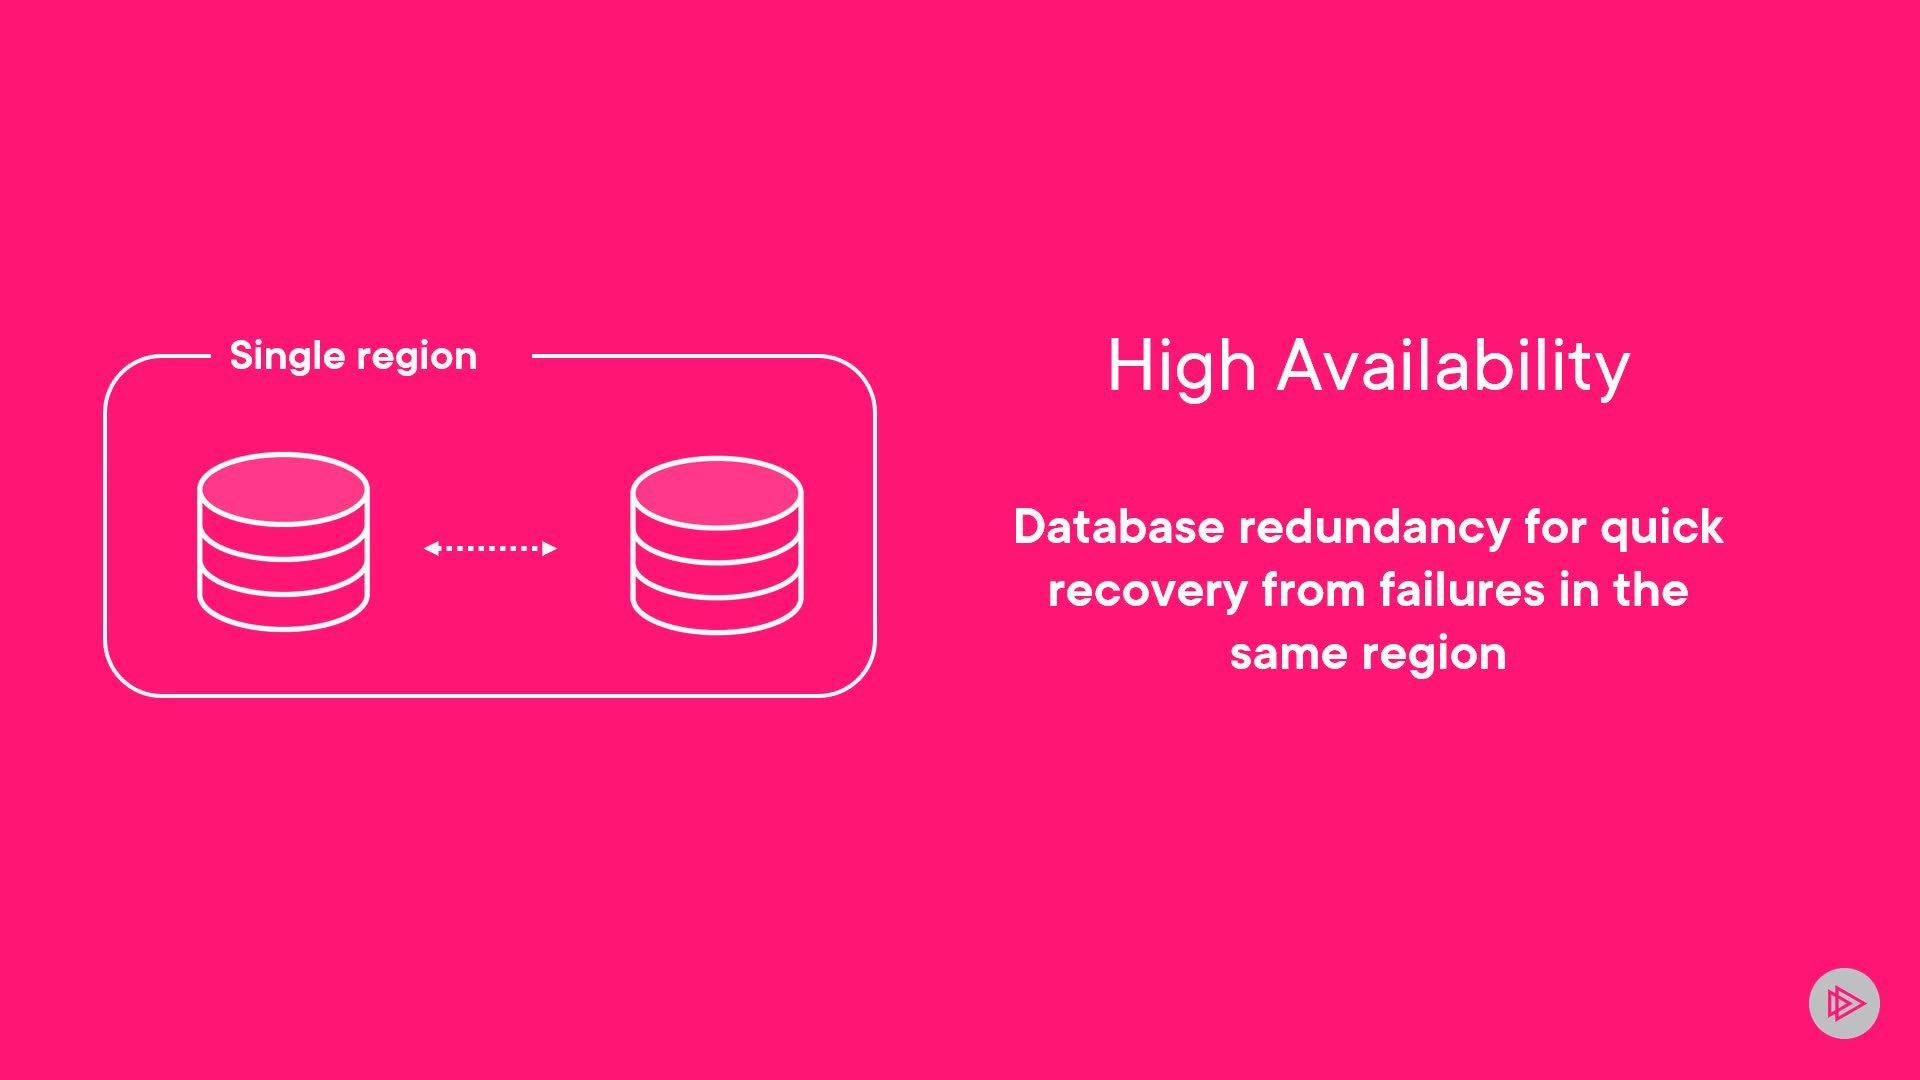 Single region
High Availability
Database redundancy for quick
recovery from failures in the
same region